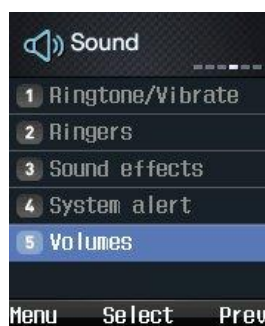 Sound
1 Ringtone/Vibrate
2 Ringers
3 Sound effects
4 System alert
5 Volumes
Menu Select Prev